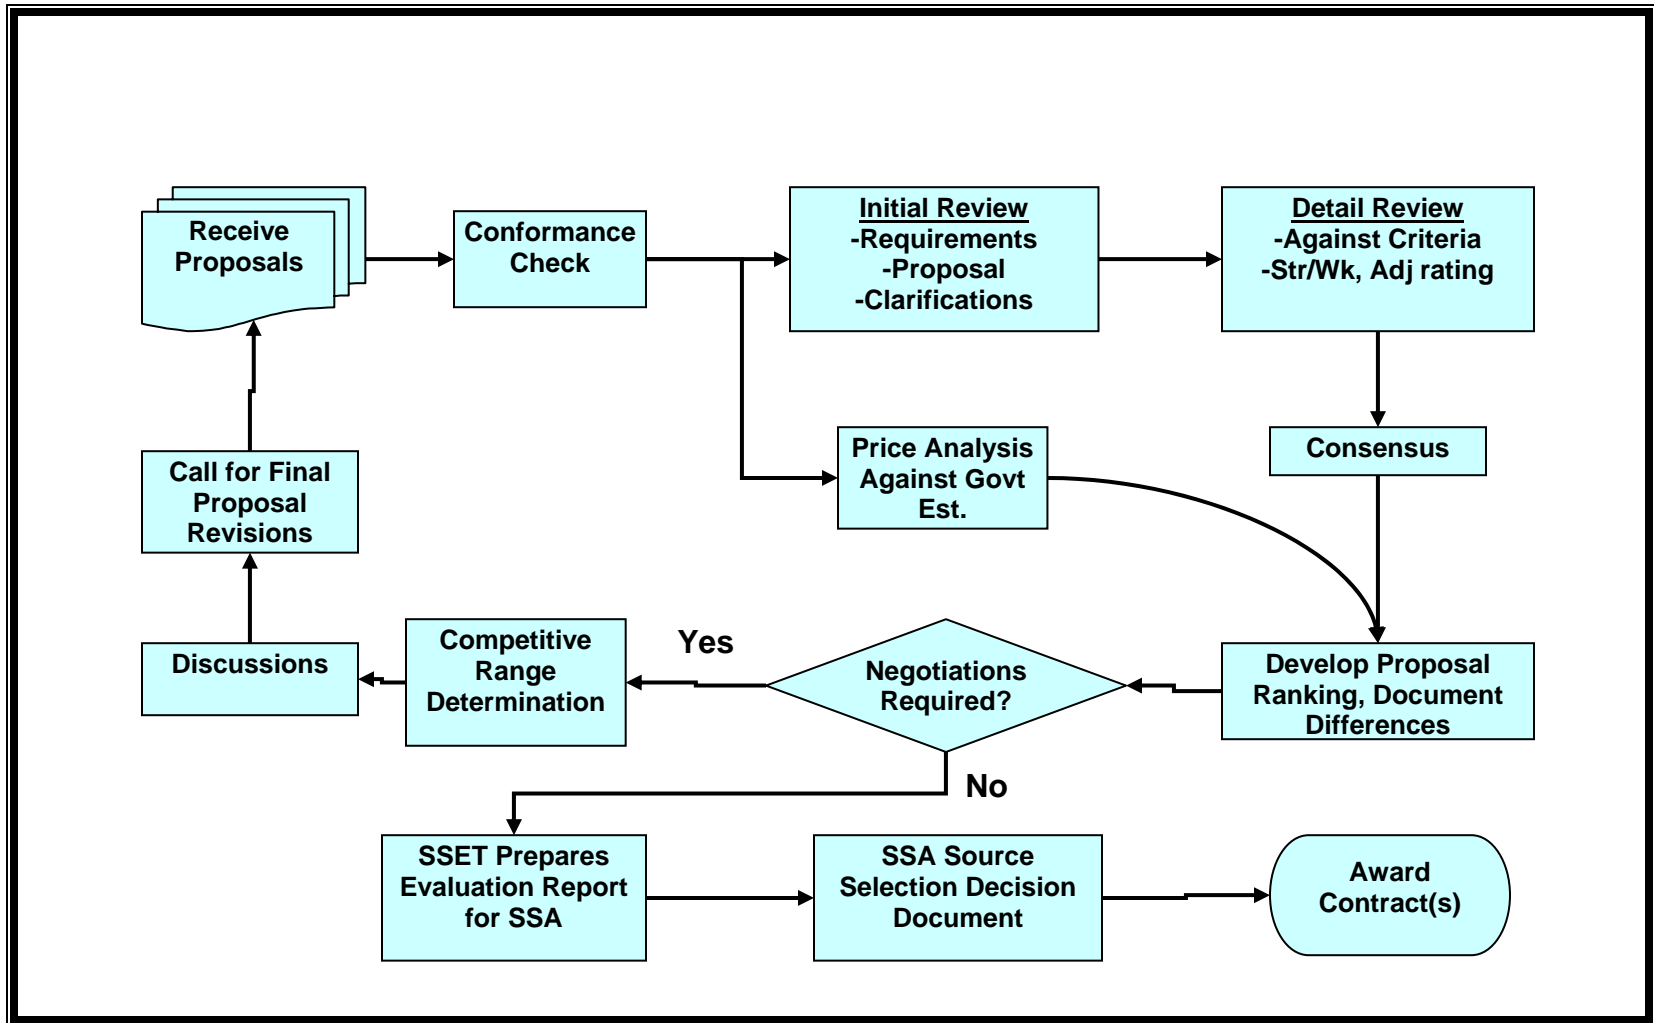 Receive
Proposals
Conformance
Check
Initial Review
-Requirements
-Proposal
-Clarifications
Detail Review
-Against Criteria
-Str/Wk, Adj rating
Call for Final
Proposal
Revisions
Price Analysis
Against Govt
Est.
Consensus
Discussions
Competitive
Range
Determination
Yes
Negotiations
Required?
Develop Proposal
Ranking, Document
Differences
No
SSET Prepares
Evaluation Report
for SSA
SSA Source
Selection Decision
Document
Award
Contract(s)